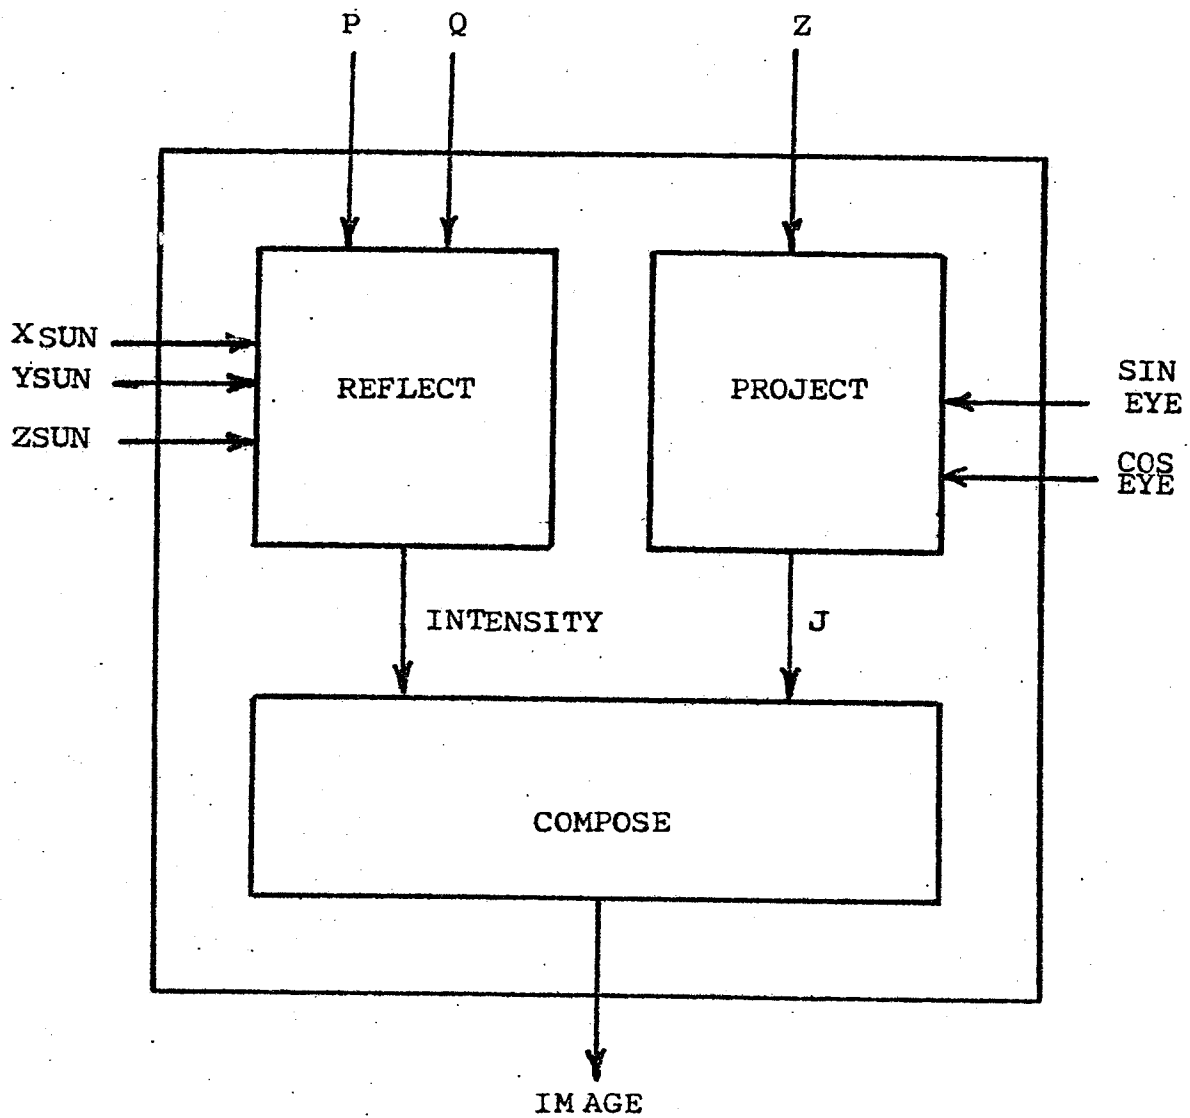 P Q Z
XSUN
YSUN
ZSUN
REFLECT
PROJECT
SIN
EYE
COS
EYE
INTENSITY
J
COMPOSE
IMAGE